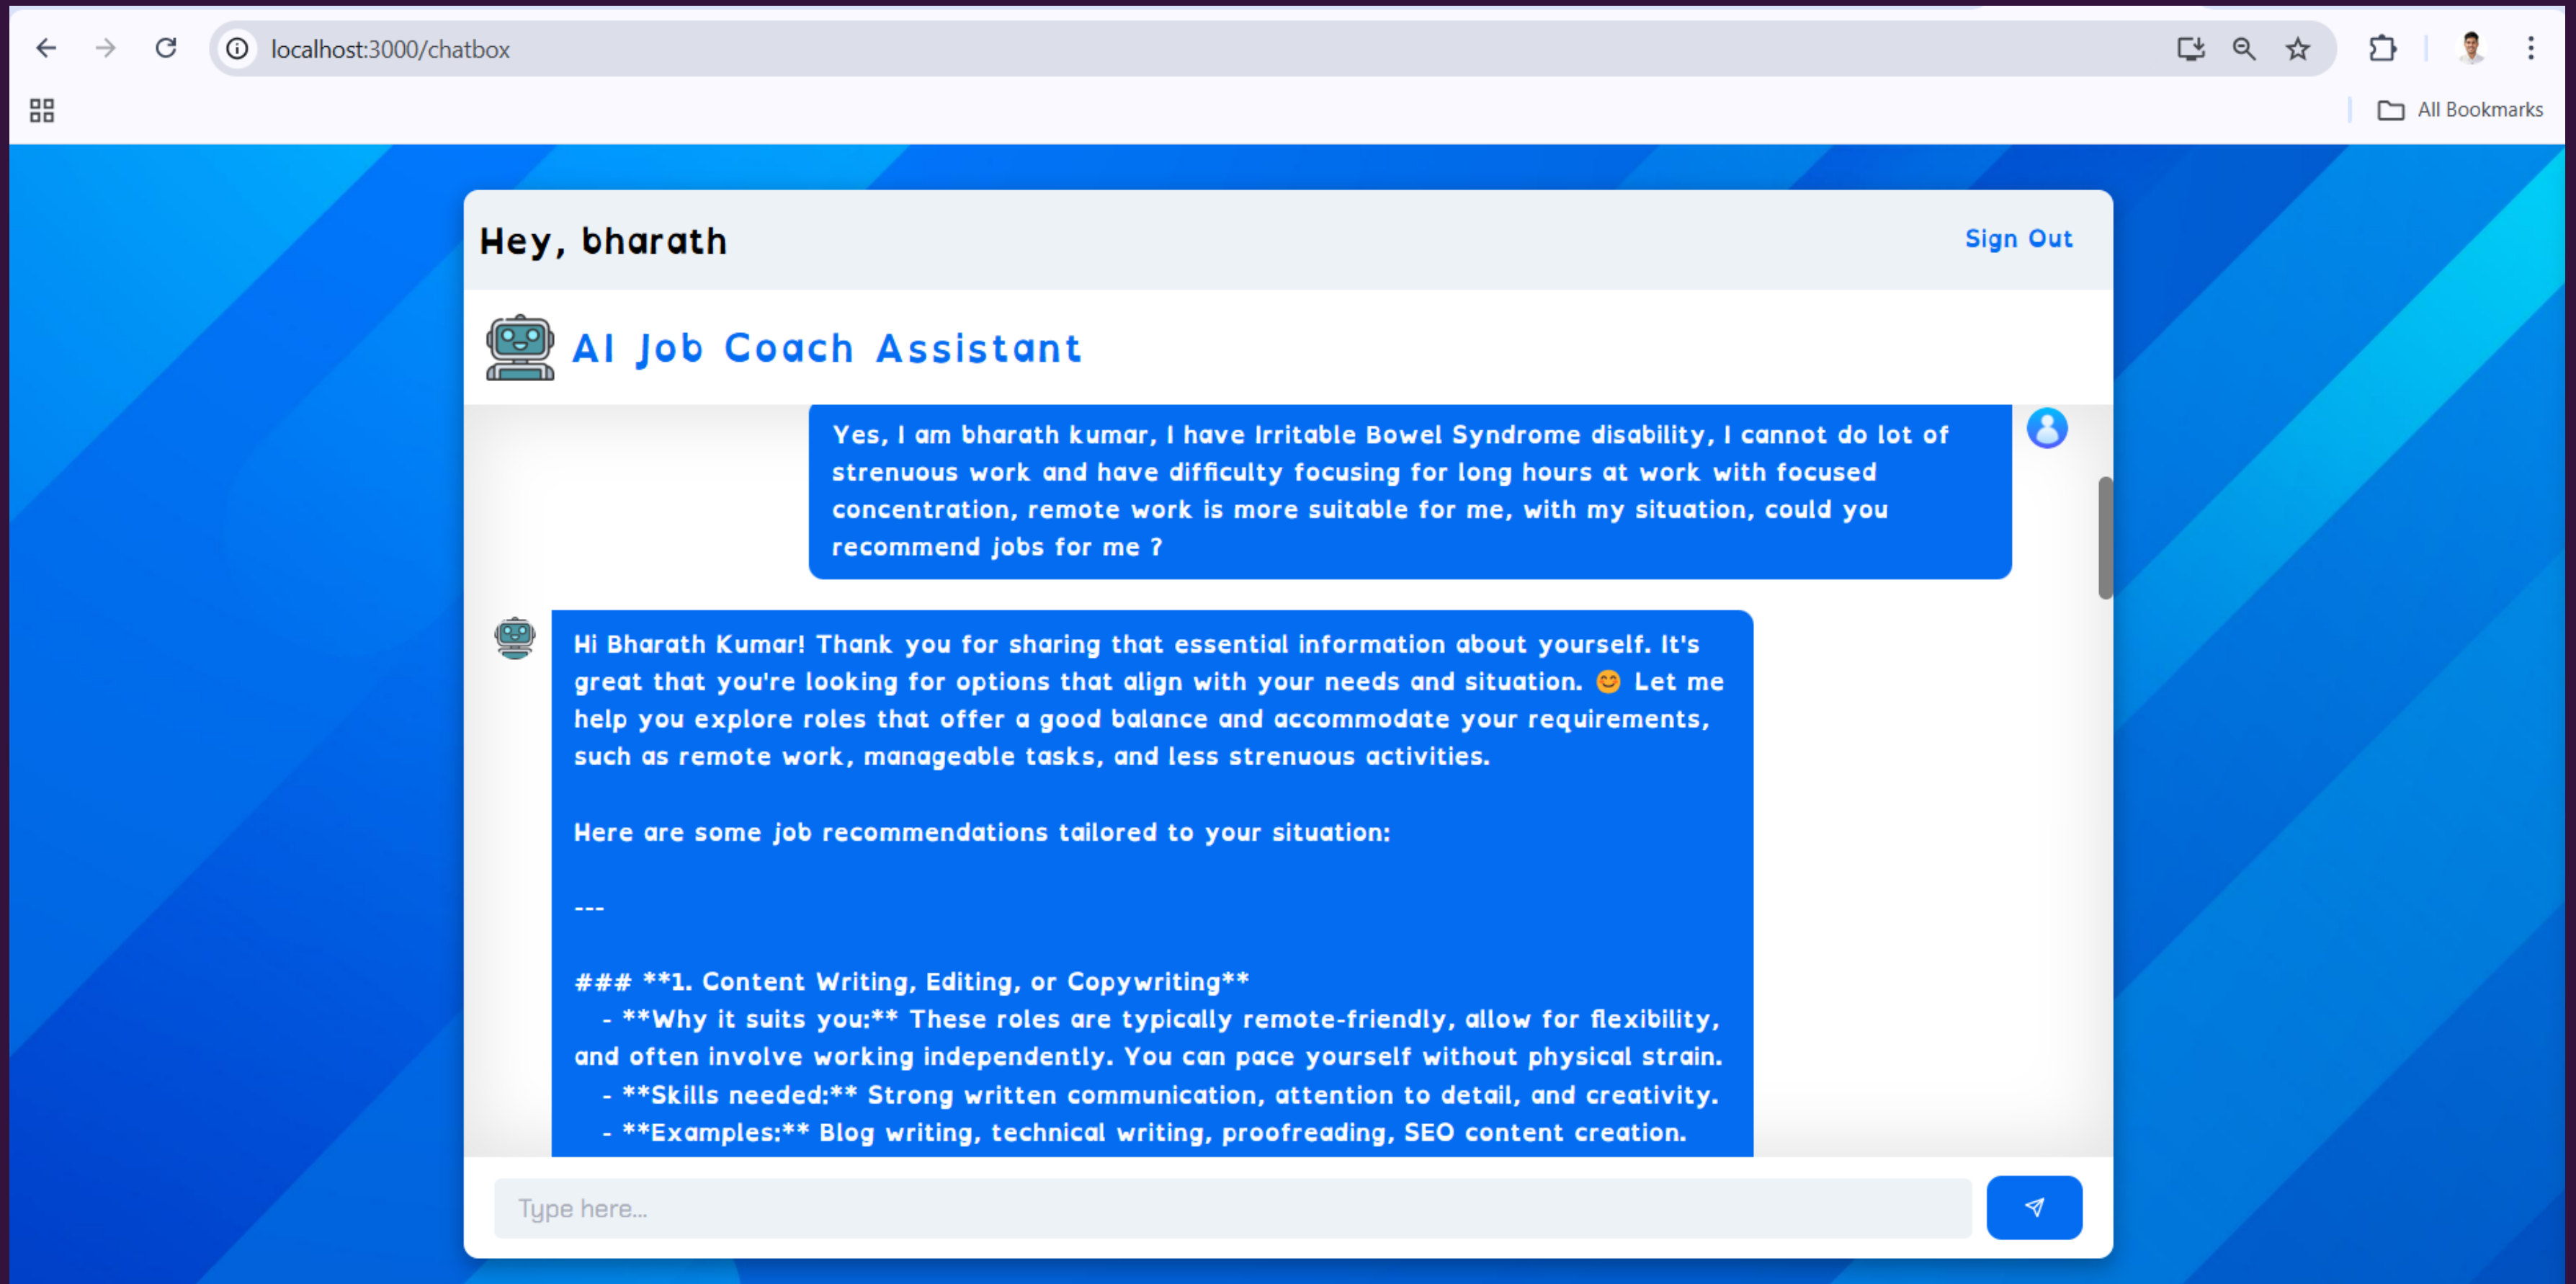 localhost:3000/chatbox
All Bookmarks
Hey, bharath
Sign Out
AI Job Coach Assistant
Yes, I am bharath kumar, I have Irritable Bowel Syndrome disability, I cannot do lot of
strenuous work and have difficulty focusing for long hours at work with focused
concentration, remote work is more suitable for me, with my situation, could you
recommend jobs for me ?
Hi Bharath Kumar! Thank you for sharing that essential information about yourself. It's
great that you're looking for options that align with your needs and situation. 😊 Let me
help you explore roles that offer a good balance and accommodate your requirements,
such as remote work, manageable tasks, and less strenuous activities.
Here are some job recommendations tailored to your situation:
---
### **1. Content Writing, Editing, or Copywriting**
- **Why it suits you:** These roles are typically remote-friendly, allow for flexibility,
and often involve working independently. You can pace yourself without physical strain.
- **Skills needed:** Strong written communication, attention to detail, and creativity.
- **Examples:** Blog writing, technical writing, proofreading, SEO content creation.
Type here...